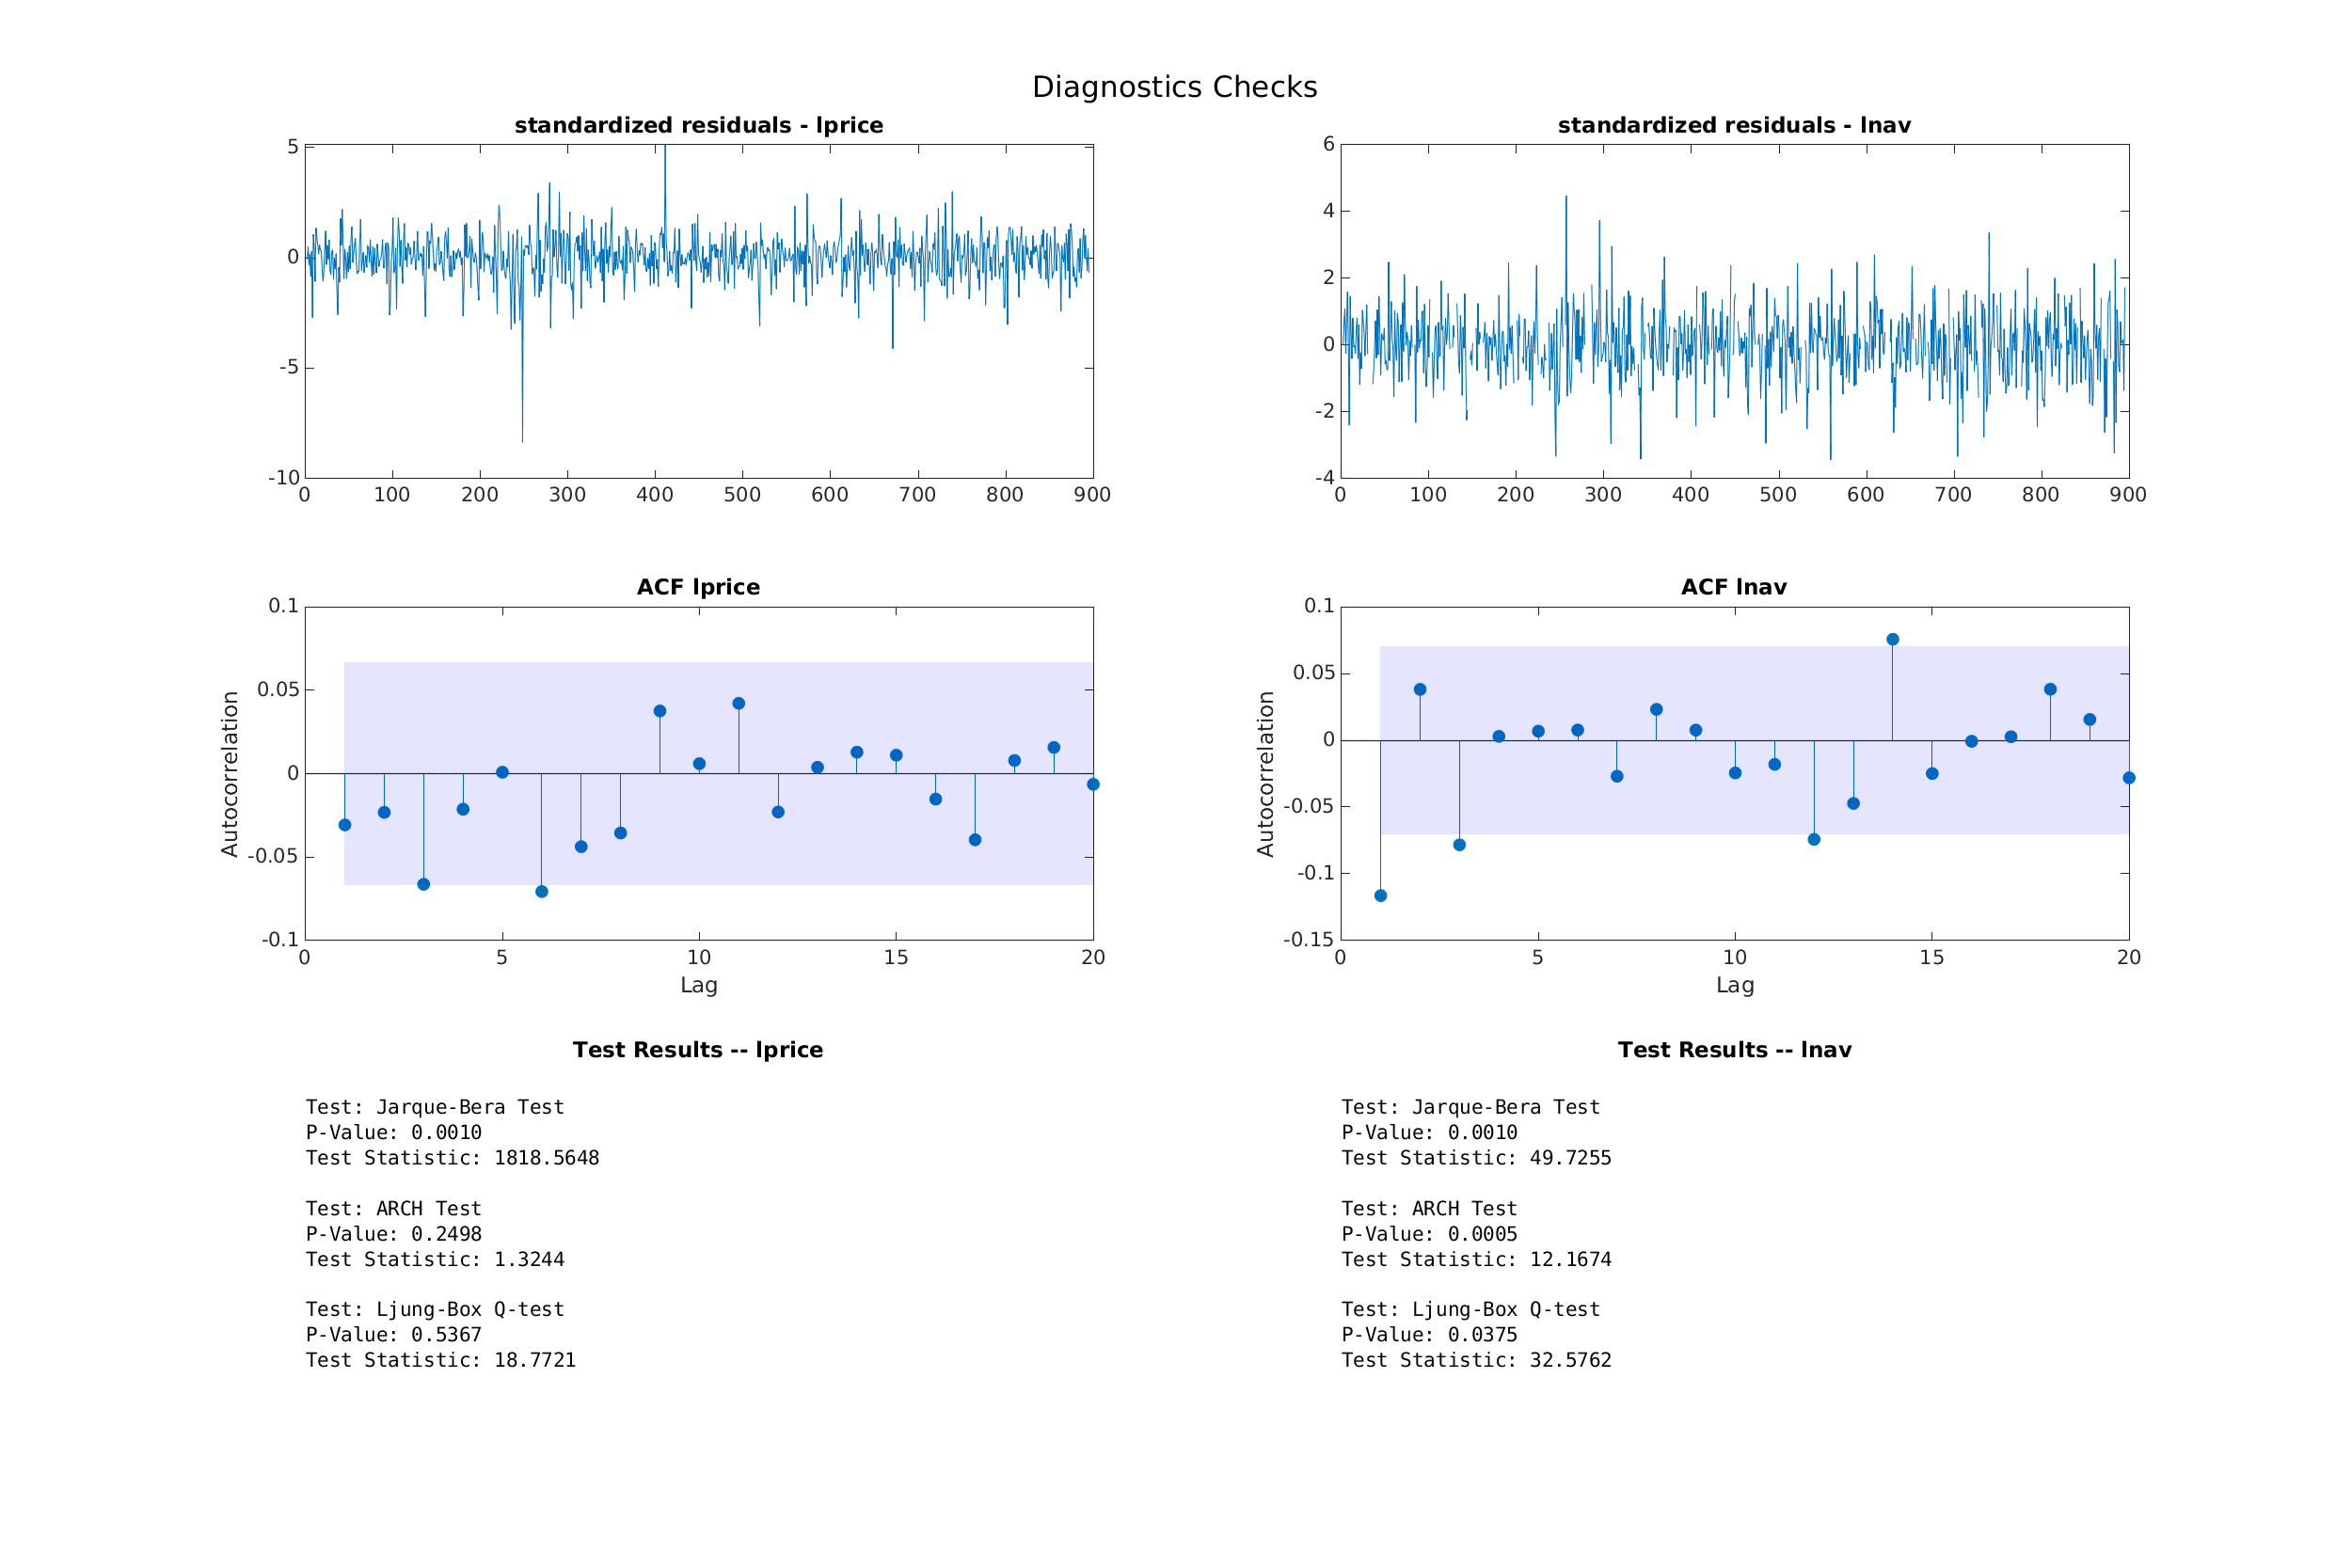 Diagnostics Checks
standardized residuals - lprice
5
0
-5
-10
0 100 200 300 400 500 600 700 800 900
standardized residuals - lnav
6
4
2
0
-2
-4
0 100 200 300 400 500 600 700 800 900
ACF lprice
Autocorrelation
0.1
0.05
0
-0.05
-0.1
0 5 10 15 20
Lag
ACF lnav
Autocorrelation
0.1
0.05
0
-0.05
-0.1
-0.15
0 5 10 15 20
Lag
Test Results -- lprice
Test: Jarque-Bera Test
P-Value: 0.0010
Test Statistic: 1818.5648
Test: ARCH Test
P-Value: 0.2498
Test Statistic: 1.3244
Test: Ljung-Box Q-test
P-Value: 0.5367
Test Statistic: 18.7721
Test Results -- lnav
Test: Jarque-Bera Test
P-Value: 0.0010
Test Statistic: 49.7255
Test: ARCH Test
P-Value: 0.0005
Test Statistic: 12.1674
Test: Ljung-Box Q-test
P-Value: 0.0375
Test Statistic: 32.5762